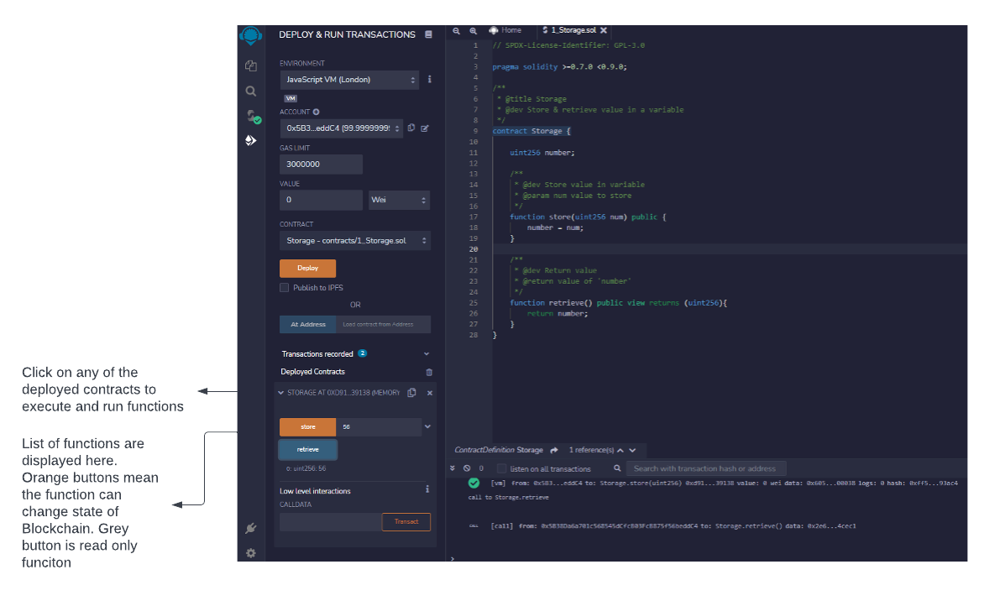 DEPLOY & RUN TRANSACTIONS
ENVIRONMENT
JavaScript VM (London)
VM
ACCOUNT
0x5B3...eddC4 (99.99999999
GAS LIMIT
3000000
VALUE
0
Wei
CONTRACT
Storage - contracts/1_Storage.sol
Deploy
Publish to IPFS
OR
At Address
Load contract from Address
Transactions recorded 2
Deployed Contracts
STORAGE AT 0XD91...39138 (MEMORY
store
56
retrieve
0: uint256: 56
Low level interactions
CALLDATA
Transact
Home
1_Storage.sol
1 // SPDX-License-Identifier: GPL-3.0
2
3 pragma solidity >=0.7.0 <0.9.0;
4
5 /**
6 * @title Storage
7 * @dev Store & retrieve value in a variable
8 */
9 contract Storage {
10
11 uint256 number;
12
13 /**
14 * @dev Store value in variable
15 * @param num value to store
16 */
17 function store(uint256 num) public {
18 number = num;
19 }
20
21 /**
22 * @dev Return value
23 * @return value of 'number'
24 */
25 function retrieve() public view returns (uint256){
26 return number;
27 }
28 }
ContractDefinition Storage 1 reference(s)
0 listen on all transactions
Search with transaction hash or address
[vm] from: 0x5B3...eddC4 to: Storage.store(uint256) 0xd91...39138 value: 0 wei data: 0x605...00038 logs: 0 hash: 0xff5...93ac4
call to Storage.retrieve
CALL [call] from: 0x5B38Da6a701c568545dCfcB03FcB875f56beddC4 to: Storage.retrieve() data: 0x2e6...4cec1
>
Click on any of the
deployed contracts to
execute and run functions
List of functions are
displayed here.
Orange buttons mean
the function can
change state of
Blockchain. Grey
button is read only
funciton